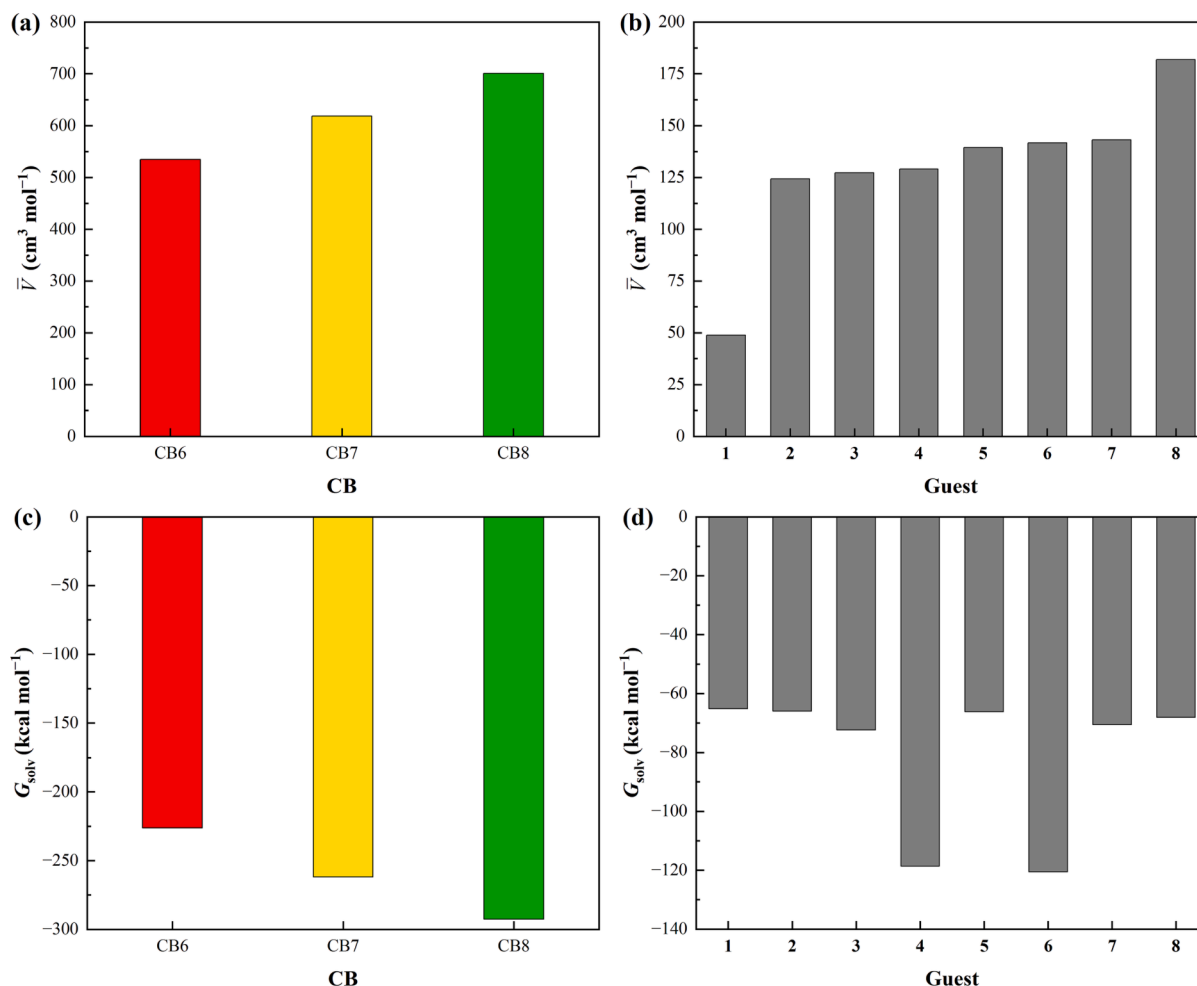 (a)
800
700
600
500
400
300
200
100
0
V̅ (cm³ mol⁻¹)
CB6 CB7 CB8
CB
(b)
200
175
150
125
100
75
50
25
0
V̅ (cm³ mol⁻¹)
1 2 3 4 5 6 7 8
Guest
(c)
0
−50
−100
−150
−200
−250
−300
G_solv (kcal mol⁻¹)
CB6 CB7 CB8
CB
(d)
0
−20
−40
−60
−80
−100
−120
−140
G_solv (kcal mol⁻¹)
1 2 3 4 5 6 7 8
Guest